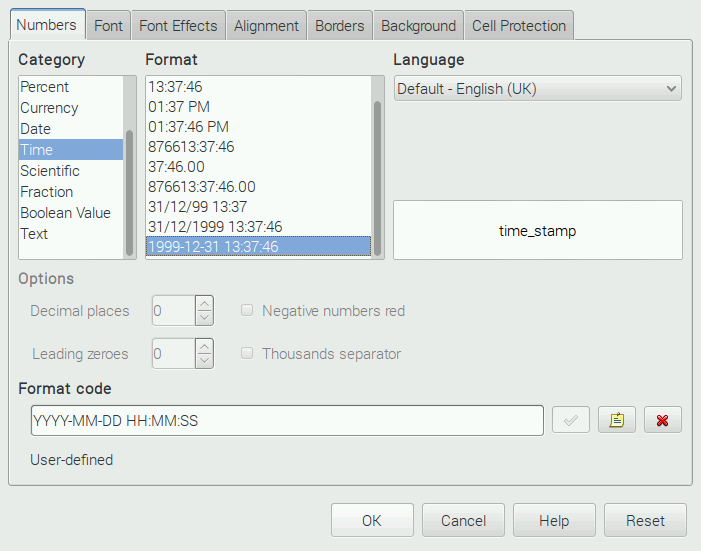 Numbers Font Font Effects Alignment Borders Background Cell Protection
Category Format Language
Percent
Currency
Date
Time
Scientific
Fraction
Boolean Value
Text
13:37:46
01:37 PM
01:37:46 PM
876613:37:46
37:46.00
876613:37:46.00
31/12/99 13:37
31/12/1999 13:37:46
1999-12-31 13:37:46
Default - English (UK)
time_stamp
Options
Decimal places 0 Negative numbers red
Leading zeroes 0 Thousands separator
Format code
YYYY-MM-DD HH:MM:SS
User-defined
OK Cancel Help Reset